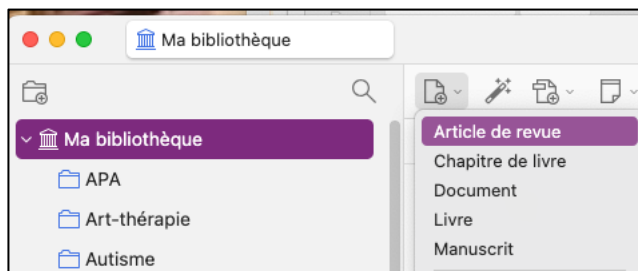 Ma bibliothèque
Ma bibliothèque
APA
Art-thérapie
Autisme
Article de revue
Chapitre de livre
Document
Livre
Manuscrit